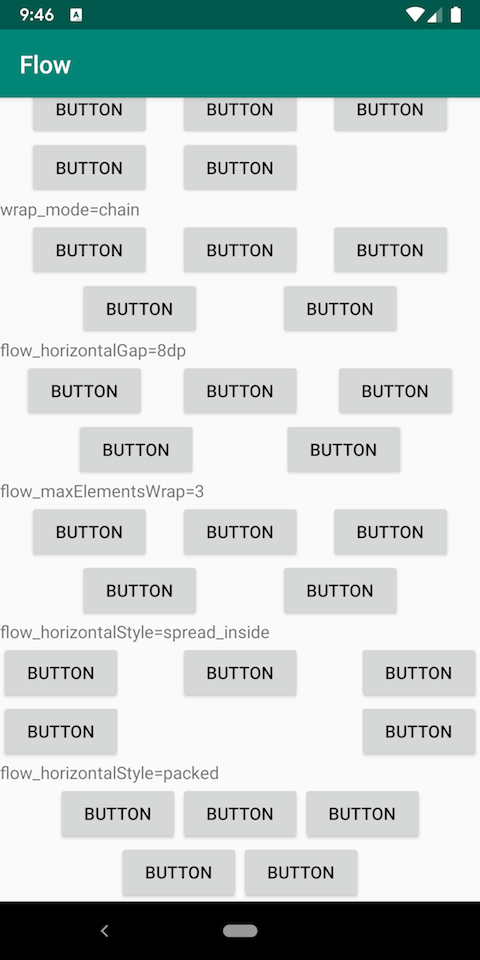 9:46 A
Flow
BUTTON BUTTON BUTTON
BUTTON BUTTON
wrap_mode=chain
BUTTON BUTTON BUTTON
BUTTON BUTTON
flow_horizontalGap=8dp
BUTTON BUTTON BUTTON
BUTTON BUTTON
flow_maxElementsWrap=3
BUTTON BUTTON BUTTON
BUTTON BUTTON
flow_horizontalStyle=spread_inside
BUTTON BUTTON BUTTON
BUTTON BUTTON
flow_horizontalStyle=packed
BUTTON BUTTON BUTTON
BUTTON BUTTON